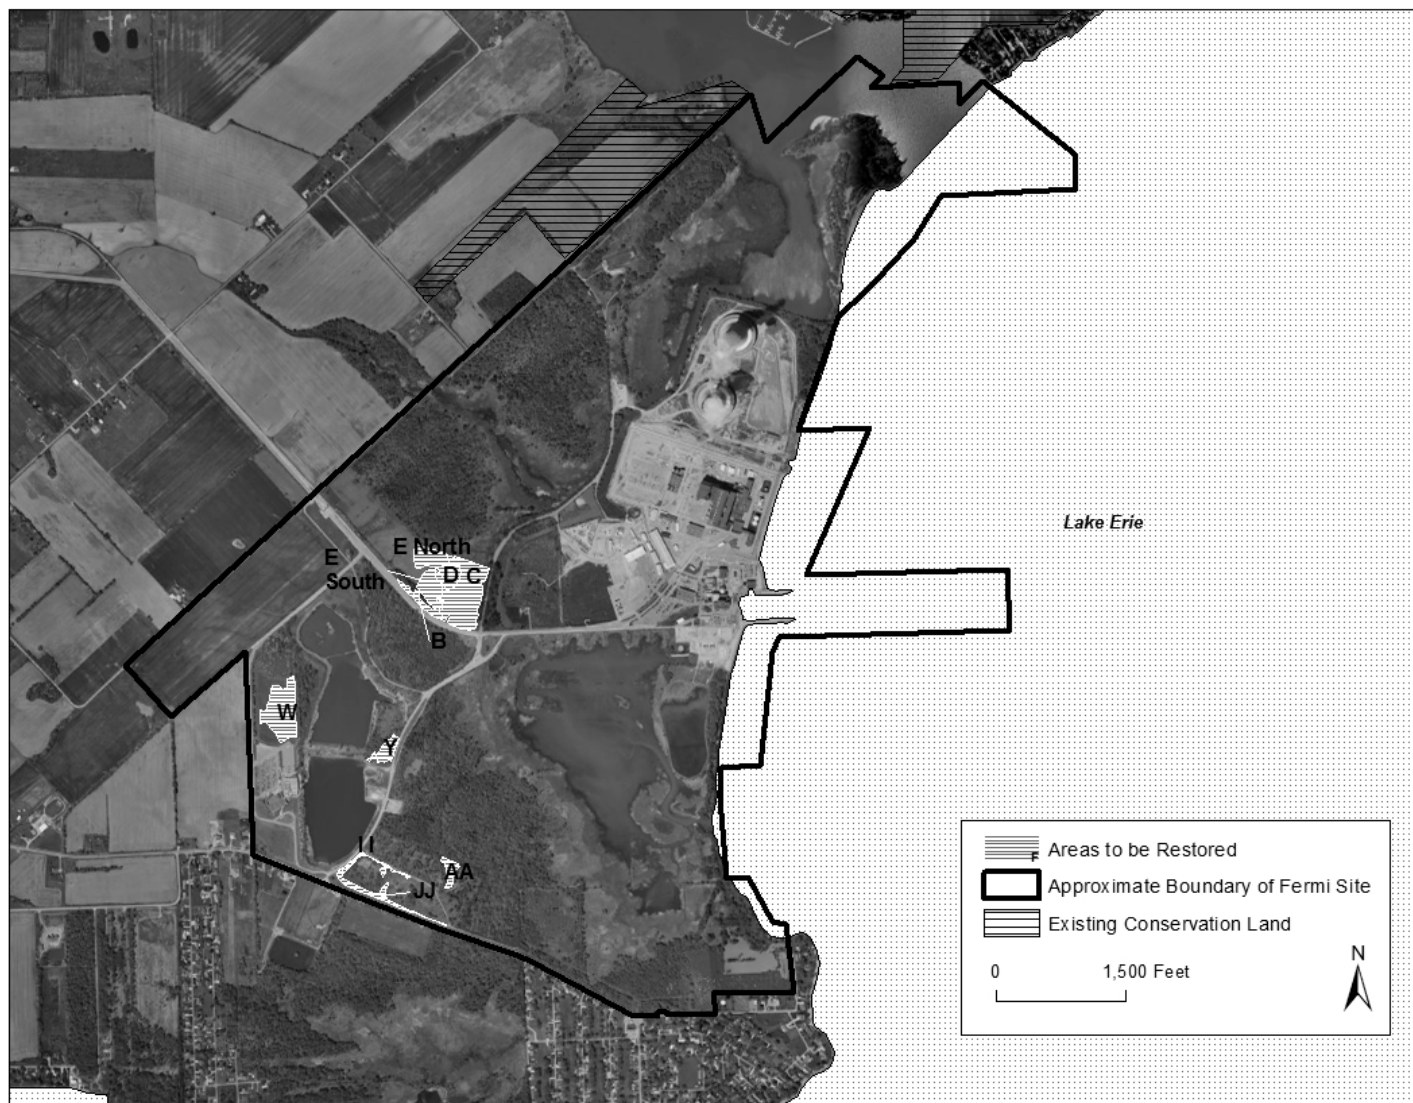 Lake Erie
E North
E
South
D C
B
W
Y
II
AA
JJ
F
Areas to be Restored
Approximate Boundary of Fermi Site
Existing Conservation Land
N
0 1,500 Feet